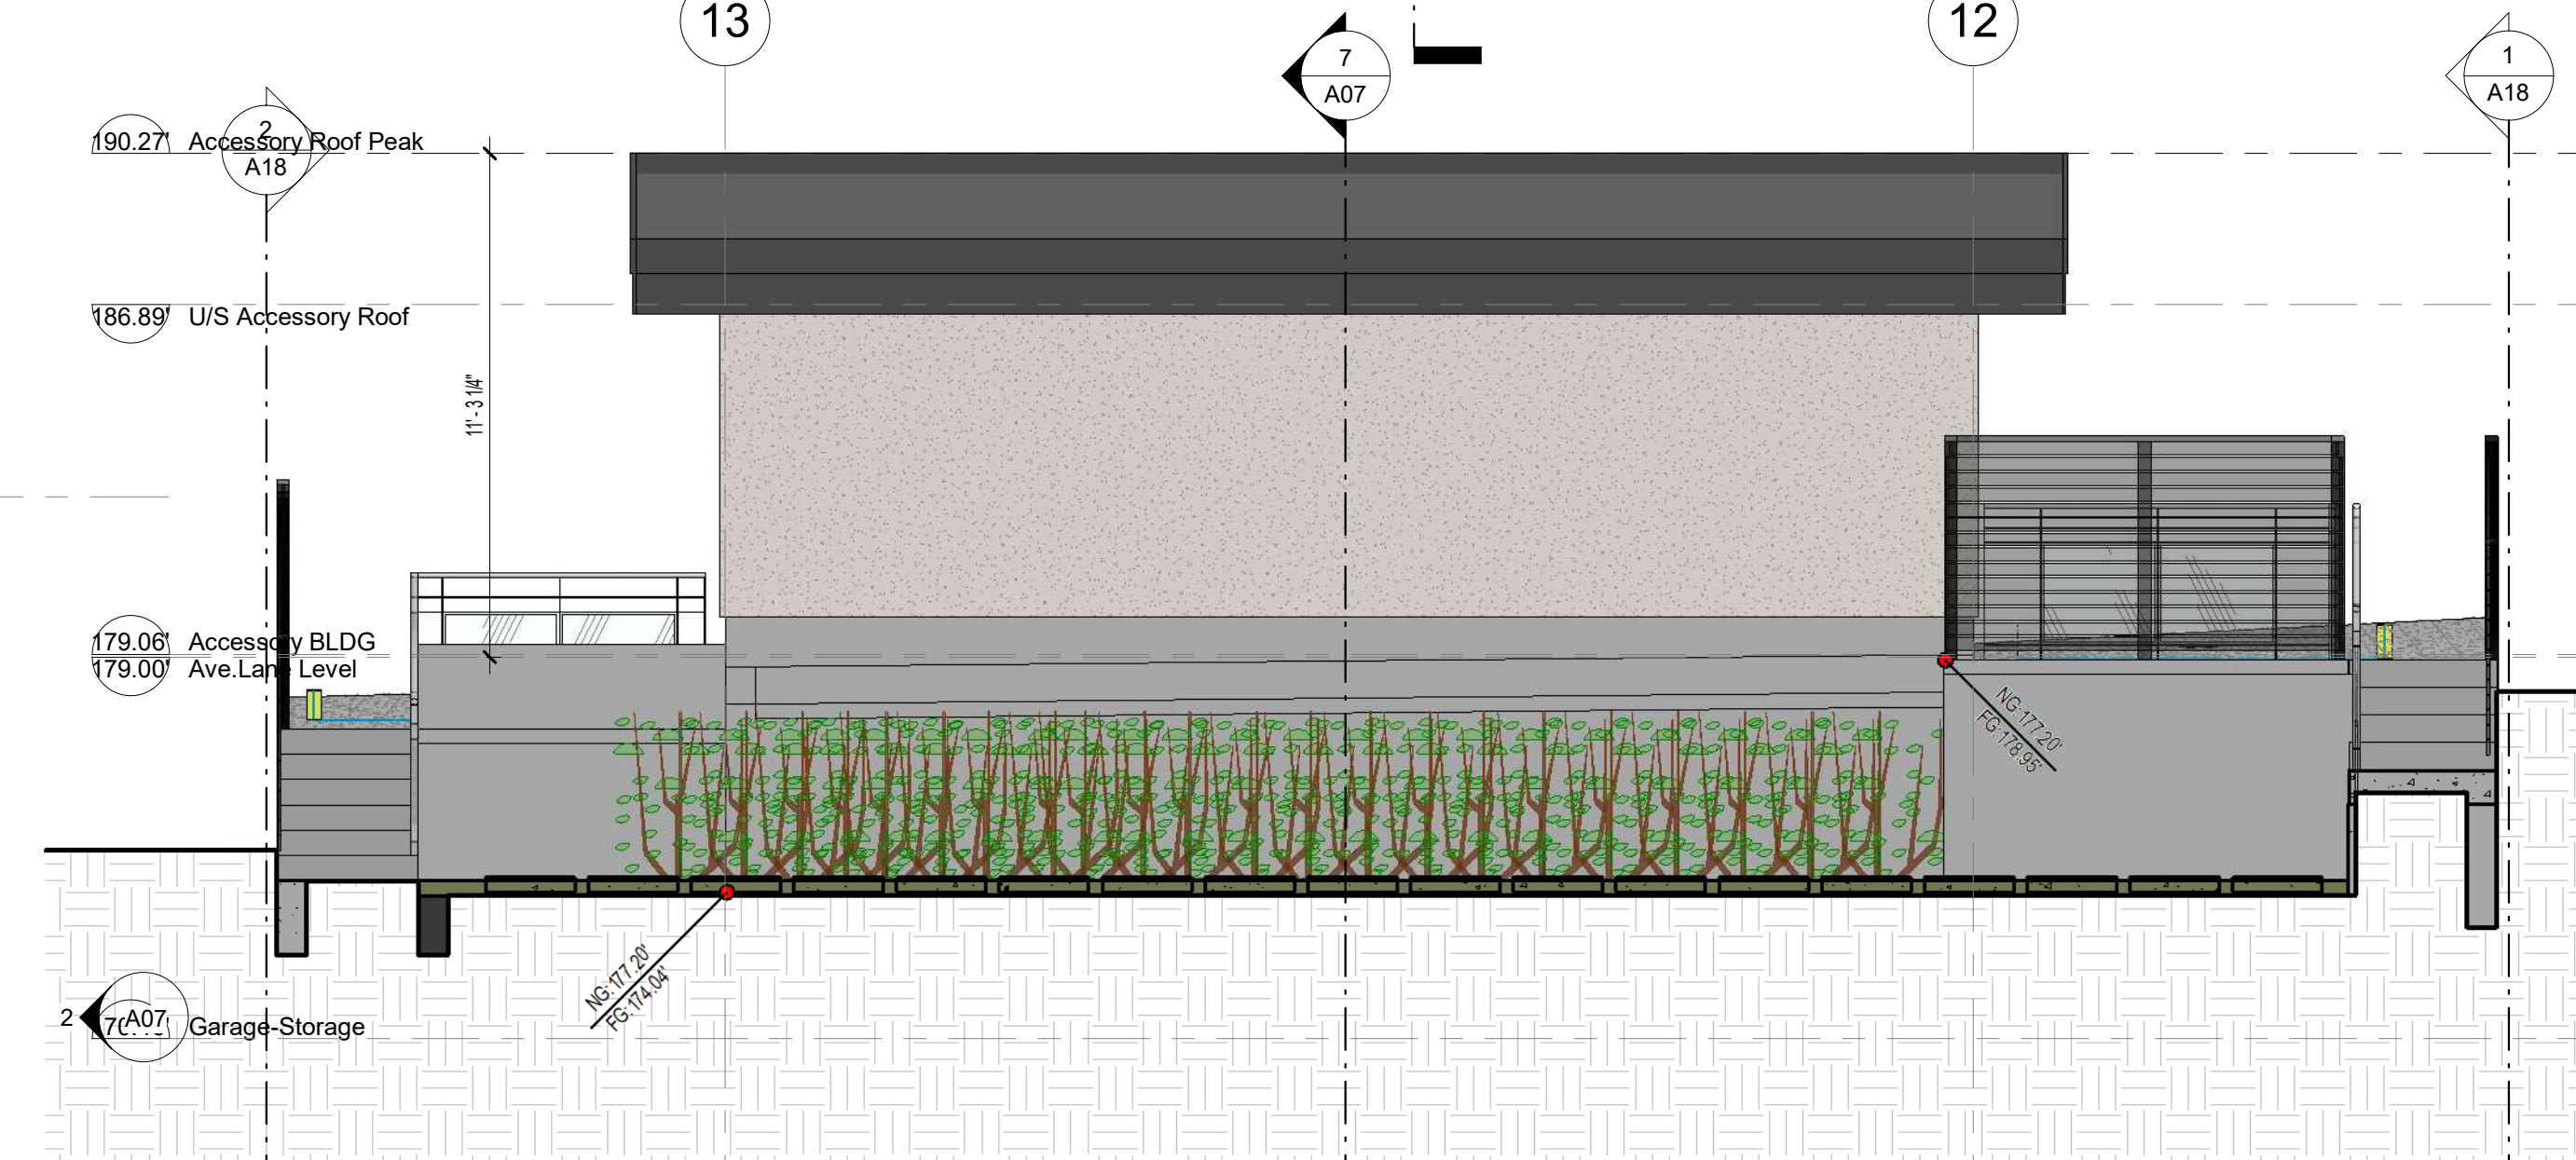 13
12
7
A07
1
A18
190.27' Accessory Roof Peak
2
A18
186.89' U/S Accessory Roof
11' - 3 1/4"
179.06' Accessory BLDG
179.00' Ave.Lane Level
NG:177.20'
FG:178.95'
NG:177.20'
FG:174.04'
2 A07 Garage-Storage